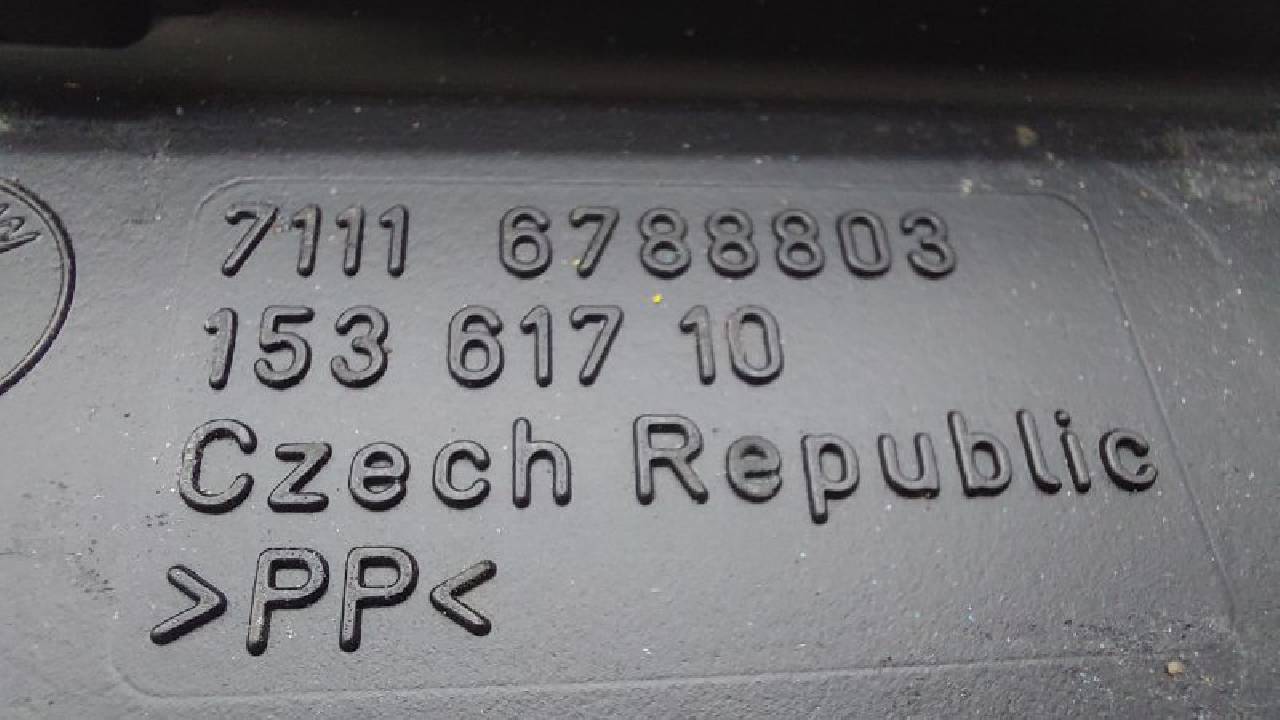 7111 6788803
153 617 10
Czech Republic
>PP<